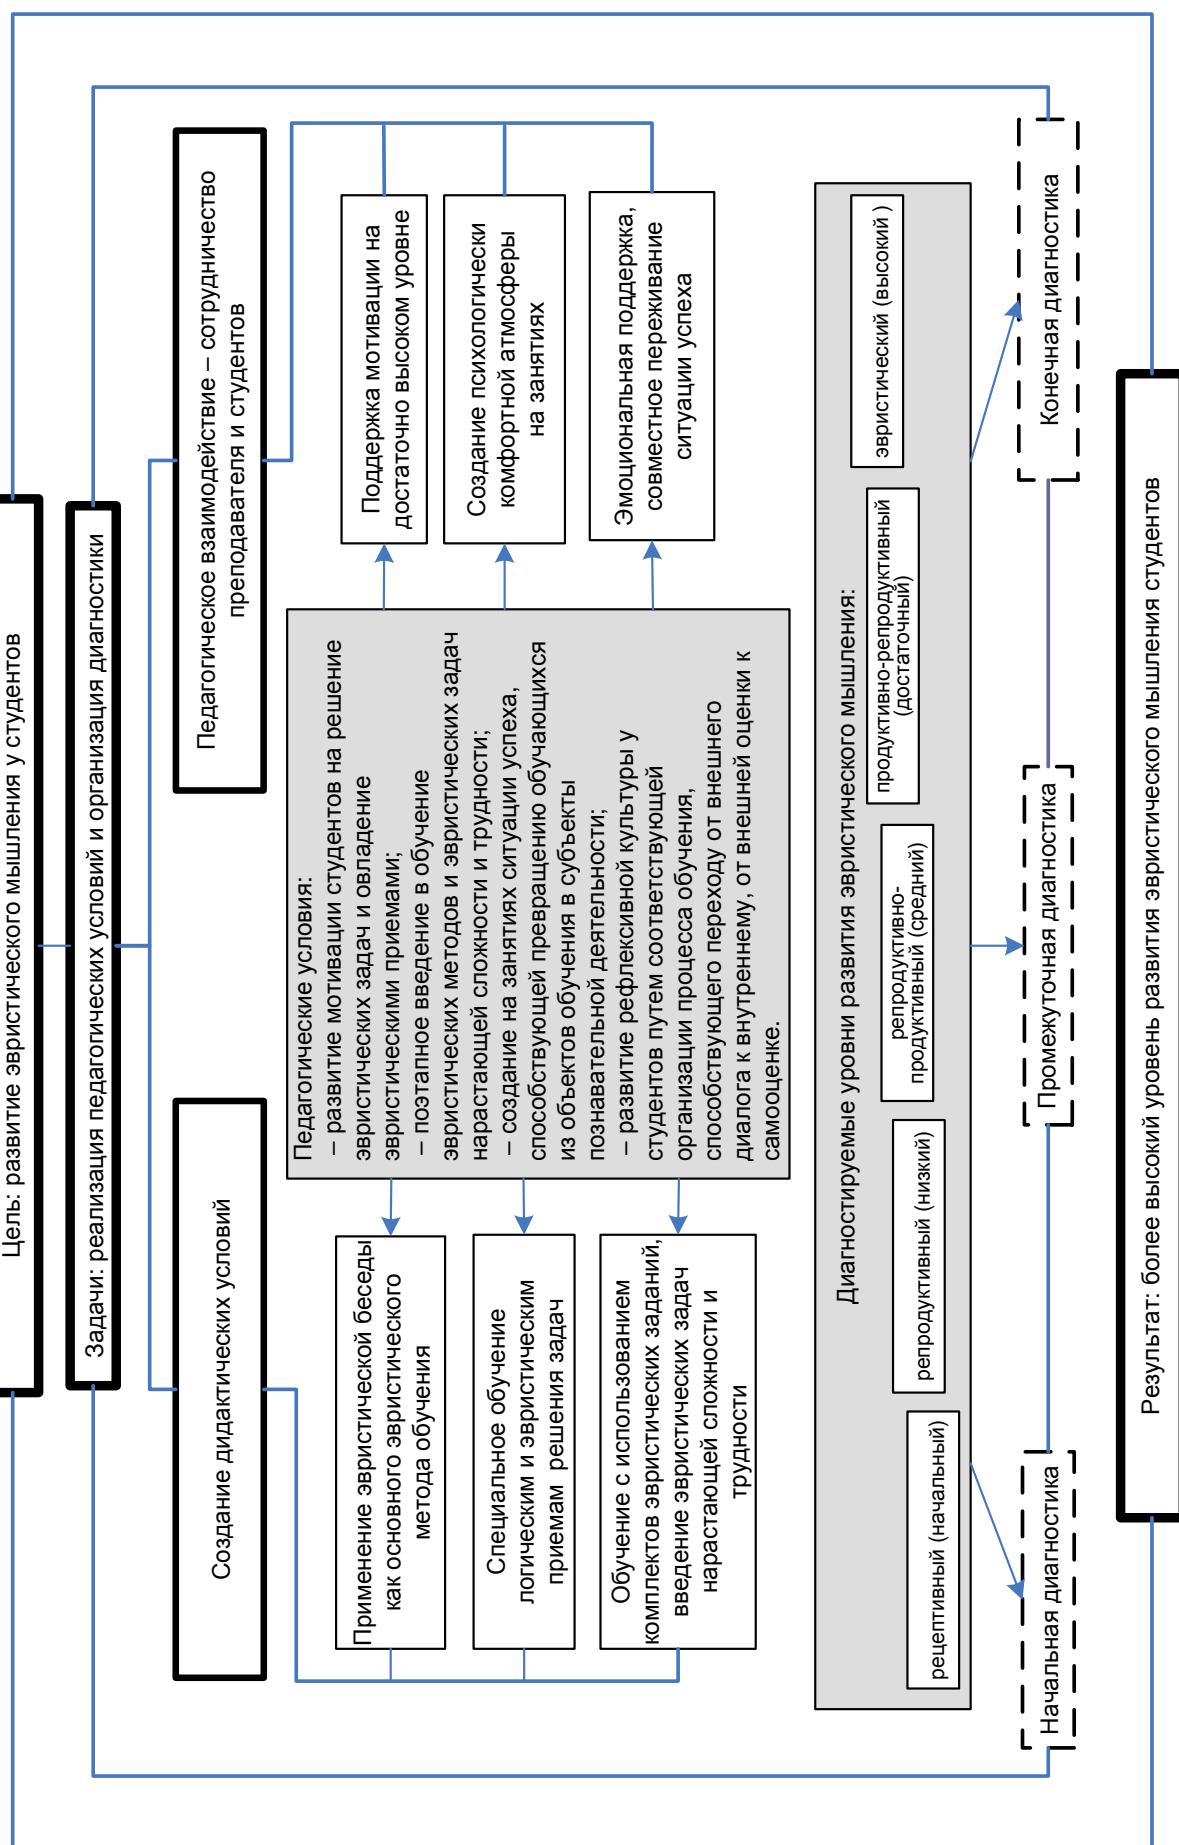 Цель: развитие эвристического мышления у студентов
Задачи: реализация педагогических условий и организация диагностики
Создание дидактических условий
Педагогическое взаимодействие – сотрудничество
преподавателя и студентов
Применение эвристической беседы
как основного эвристического
метода обучения
Специальное обучение
логическим и эвристическим
приемам решения задач
Обучение с использованием
комплектов эвристических заданий,
введение эвристических задач
нарастающей сложности и
трудности
Педагогические условия:
– развитие мотивации студентов на решение
эвристических задач и овладение
эвристическими приемами;
– поэтапное введение в обучение
эвристических методов и эвристических задач
нарастающей сложности и трудности;
– создание на занятиях ситуации успеха,
способствующей превращению обучающихся
из объектов обучения в субъекты
познавательной деятельности;
– развитие рефлексивной культуры у
студентов путем соответствующей
организации процесса обучения,
способствующего переходу от внешнего
диалога к внутреннему, от внешней оценки к
самооценке.
Поддержка мотивации на
достаточно высоком уровне
Создание психологически
комфортной атмосферы
на занятиях
Эмоциональная поддержка,
совместное переживание
ситуации успеха
Диагностируемые уровни развития эвристического мышления:
рецептивный (начальный)
репродуктивный (низкий)
репродуктивно-
продуктивный (средний)
продуктивно-репродуктивный
(достаточный)
эвристический (высокий )
Начальная диагностика
Промежуточная диагностика
Конечная диагностика
Результат: более высокий уровень развития эвристического мышления студентов